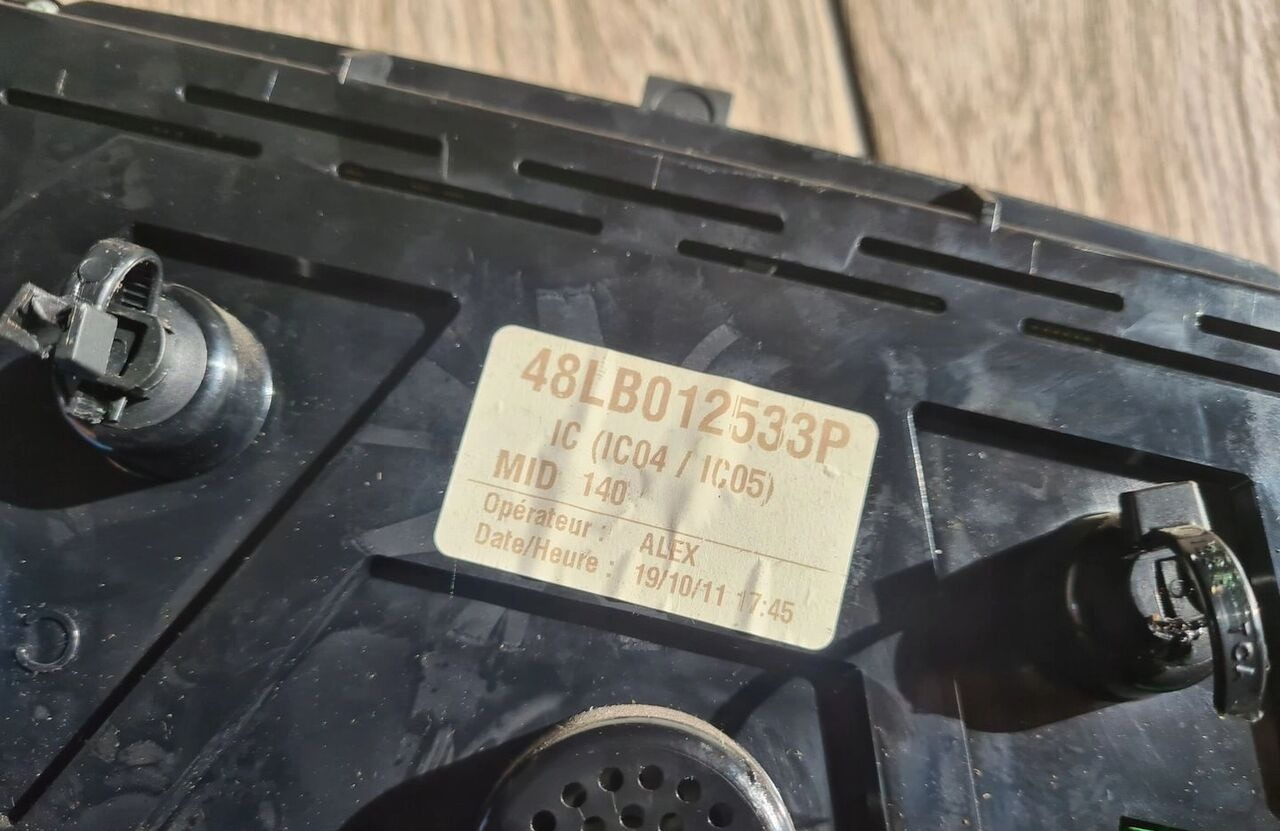 48LB012533P
IC (IC04 / IC05)
MID 140
Opérateur : ALEX
Date/Heure : 19/10/11 17:45